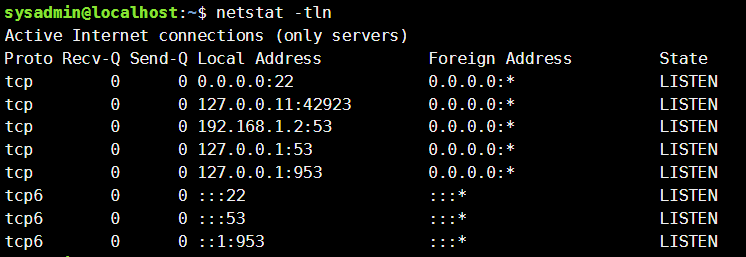 sysadmin@localhost:~$ netstat -tln
Active Internet connections (only servers)
Proto Recv-Q Send-Q Local Address           Foreign Address         State
tcp        0      0 0.0.0.0:22              0.0.0.0:*               LISTEN
tcp        0      0 127.0.0.11:42923        0.0.0.0:*               LISTEN
tcp        0      0 192.168.1.2:53          0.0.0.0:*               LISTEN
tcp        0      0 127.0.0.1:53            0.0.0.0:*               LISTEN
tcp        0      0 127.0.0.1:953           0.0.0.0:*               LISTEN
tcp6       0      0 :::22                   :::*                    LISTEN
tcp6       0      0 :::53                   :::*                    LISTEN
tcp6       0      0 ::1:953                 :::*                    LISTEN